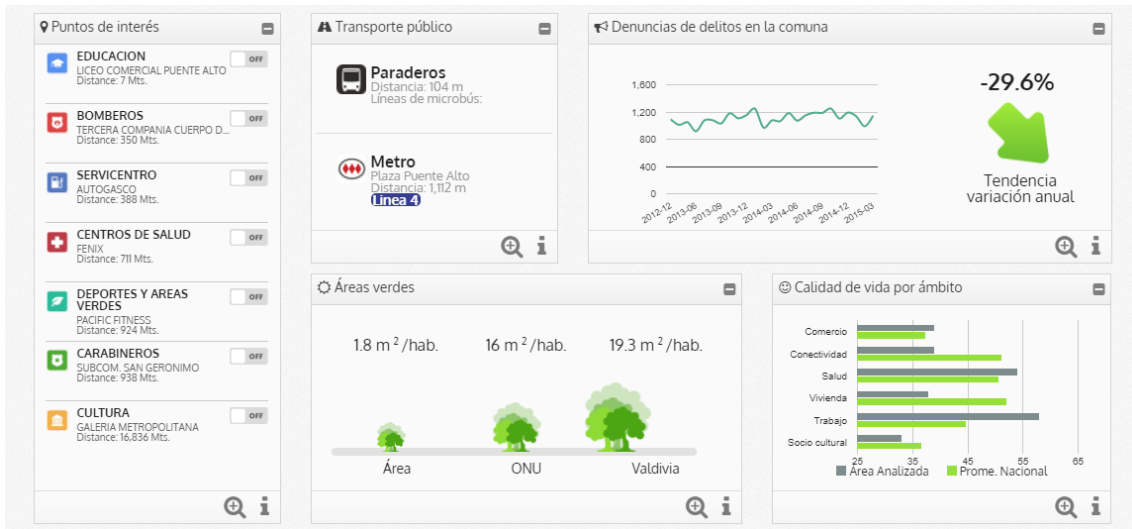 Puntos de interés
EDUCACION
OFF
LICEO COMERCIAL PUENTE ALTO
Distance: 7 Mts.
BOMBEROS
OFF
TERCERA COMPANIA CUERPO D...
Distance: 350 Mts.
SERVICENTRO
OFF
AUTOGASCO
Distance: 388 Mts.
CENTROS DE SALUD
OFF
FENIX
Distance: 711 Mts.
DEPORTES Y AREAS
VERDES
OFF
PACIFIC FITNESS
Distance: 924 Mts.
CARABINEROS
OFF
SUBCOM. SAN GERONIMO
Distance: 938 Mts.
CULTURA
OFF
GALERIA METROPOLITANA
Distance: 16,836 Mts.
Transporte público
Paraderos
Distancia: 104 m
Líneas de microbús:
Metro
Plaza Puente Alto
Distancia: 1,112 m
Línea 4
Denuncias de delitos en la comuna
1,600
1,200
800
400
0
2012-12
2013-06
2013-09
2013-12
2014-03
2014-06
2014-09
2014-12
2015-03
-29.6%
Tendencia
variación anual
Áreas verdes
1.8 m 2 /hab.
16 m 2 /hab.
19.3 m 2 /hab.
Área
ONU
Valdivia
Calidad de vida por ámbito
Comercio
Conectividad
Salud
Vivienda
Trabajo
Socio cultural
25
35
45
55
65
Área Analizada
Prome. Nacional